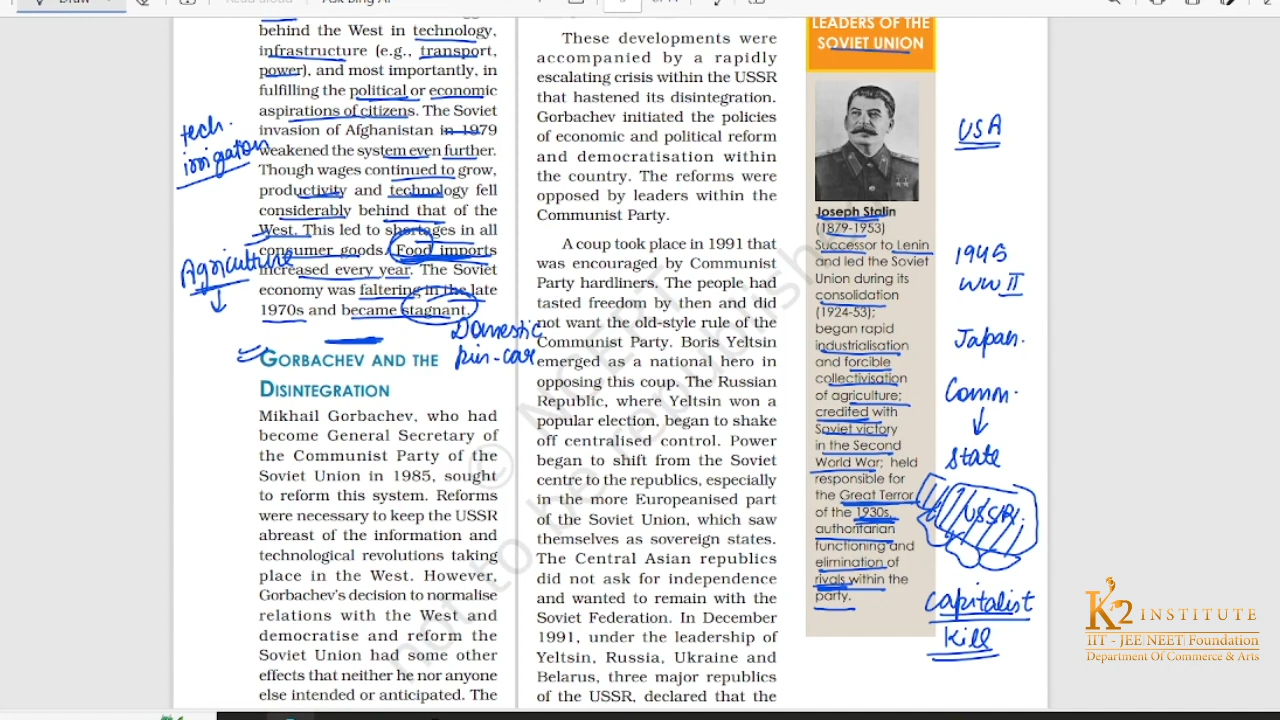 Draw
Read aloud
Ask Bing AI
behind the West in technology,
infrastructure (e.g., transport,
power), and most importantly, in
fulfilling the political or economic
aspirations of citizens. The Soviet
invasion of Afghanistan in 1979
weakened the system even further.
Though wages continued to grow,
productivity and technology fell
considerably behind that of the
West. This led to shortages in all
consumer goods. Food imports
increased every year. The Soviet
economy was faltering in the late
1970s and became stagnant.
tech.
irrigation
Agriculture
Domestic
GORBACHEV AND THE
DISINTEGRATION
Mikhail Gorbachev, who had
become General Secretary of
the Communist Party of the
Soviet Union in 1985, sought
to reform this system. Reforms
were necessary to keep the USSR
abreast of the information and
technological revolutions taking
place in the West. However,
Gorbachev's decision to normalise
relations with the West and
democratise and reform the
Soviet Union had some other
effects that neither he nor anyone
else intended or anticipated. The
These developments were
accompanied by a rapidly
escalating crisis within the USSR
that hastened its disintegration.
Gorbachev initiated the policies
of economic and political reform
and democratisation within
the country. The reforms were
opposed by leaders within the
Communist Party.
A coup took place in 1991 that
was encouraged by Communist
Party hardliners. The people had
tasted freedom by then and did
not want the old-style rule of the
Communist Party. Boris Yeltsin
emerged as a national hero in
opposing this coup. The Russian
Republic, where Yeltsin won a
popular election, began to shake
off centralised control. Power
began to shift from the Soviet
centre to the republics, especially
in the more Europeanised part
of the Soviet Union, which saw
themselves as sovereign states.
The Central Asian republics
did not ask for independence
and wanted to remain with the
Soviet Federation. In December
1991, under the leadership of
Yeltsin, Russia, Ukraine and
Belarus, three major republics
of the USSR, declared that the
© NCERT
not to be republished
LEADERS OF THE
SOVIET UNION
Joseph Stalin
(1879-1953)
Successor to Lenin
and led the Soviet
Union during its
consolidation
(1924-53);
began rapid
industrialisation
and forcible
collectivisation
of agriculture;
credited with
Soviet victory
in the Second
World War; held
responsible for
the Great Terror
of the 1930s,
authoritarian
functioning and
elimination of
rivals within the
party.
USA
1945
WW II
Japan.
Comm.
State
USSR
Capitalist
Kill
K2 INSTITUTE
IIT - JEE|NEET|Foundation
Department Of Commerce & Arts